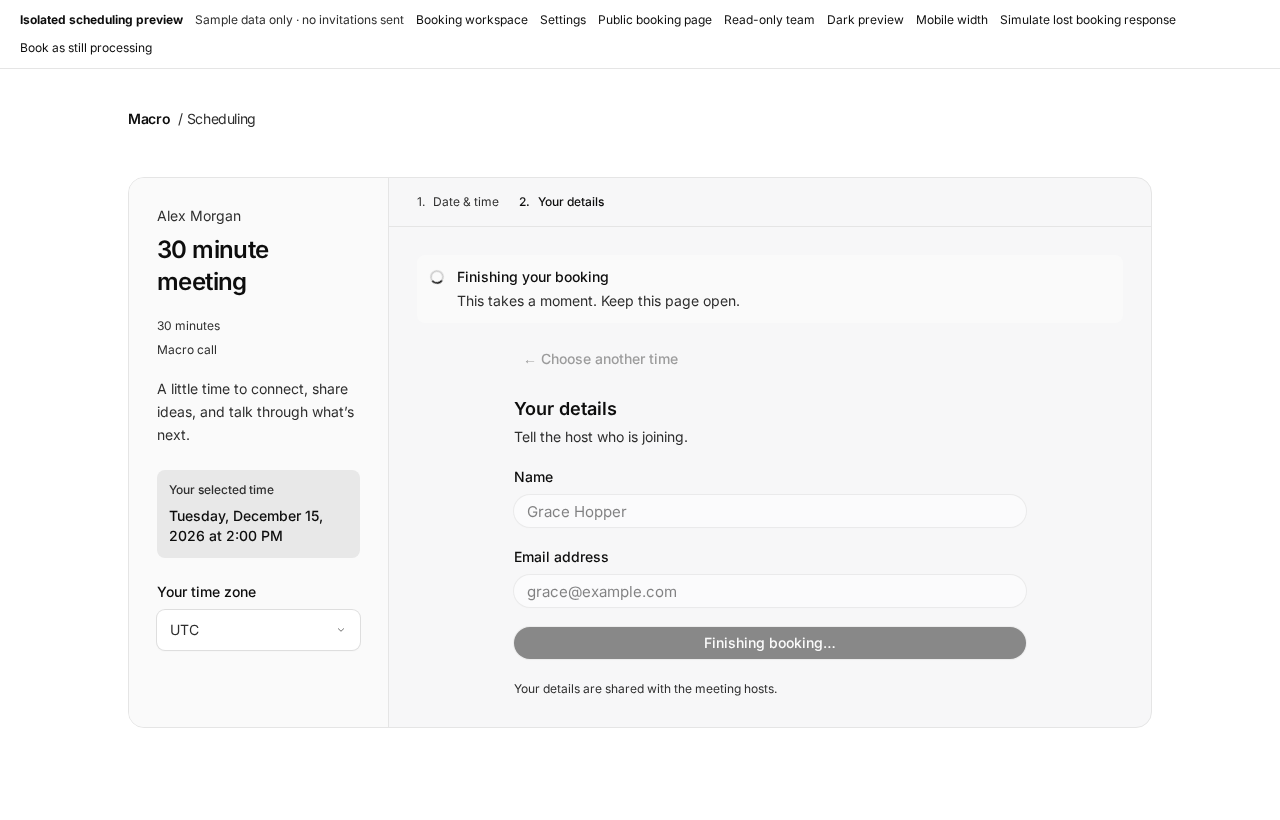 Isolated scheduling preview Sample data only · no invitations sent Booking workspace Settings Public booking page Read-only team Dark preview Mobile width Simulate lost booking response
Book as still processing
Macro / Scheduling
Alex Morgan
30 minute
meeting
30 minutes
Macro call
A little time to connect, share
ideas, and talk through what’s
next.
Your selected time
Tuesday, December 15,
2026 at 2:00 PM
Your time zone
UTC
1. Date & time 2. Your details
Finishing your booking
This takes a moment. Keep this page open.
← Choose another time
Your details
Tell the host who is joining.
Name
Grace Hopper
Email address
grace@example.com
Finishing booking…
Your details are shared with the meeting hosts.